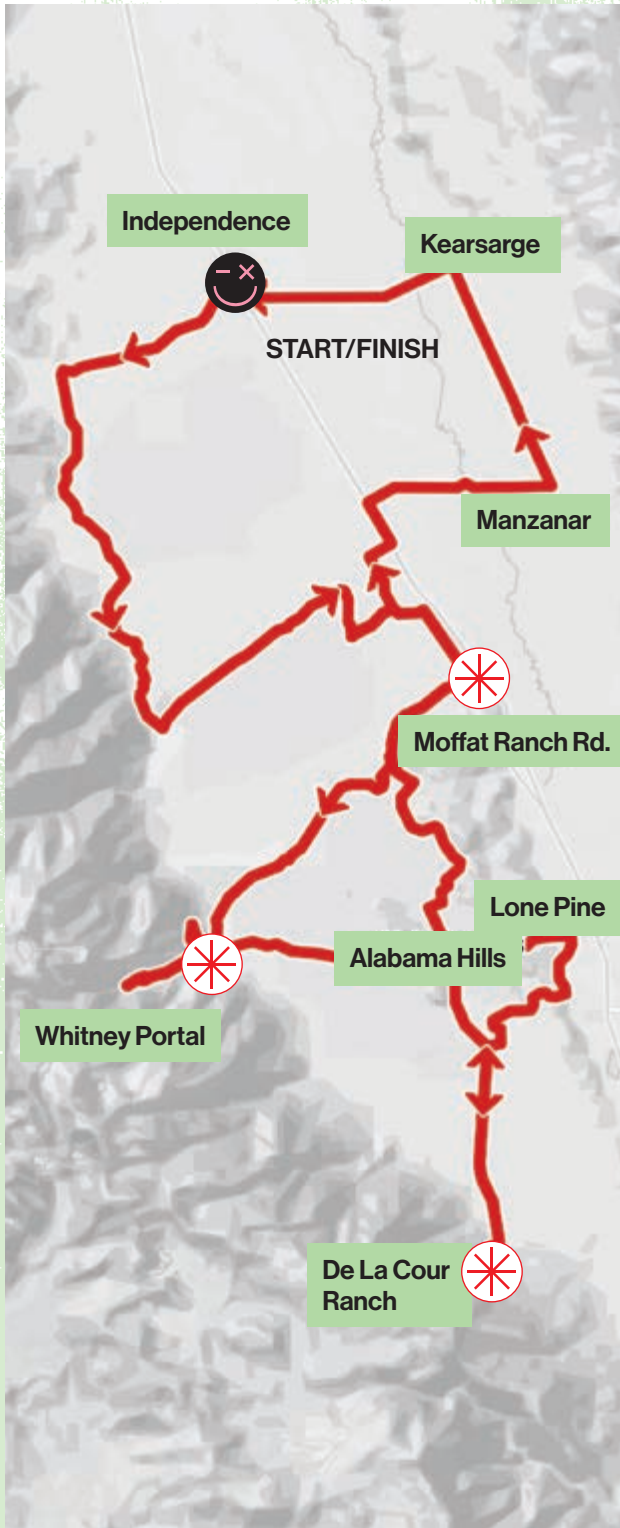 Independence
Kearsarge
START/FINISH
Manzanar
Moffat Ranch Rd.
Lone Pine
Alabama Hills
Whitney Portal
De La Cour
Ranch